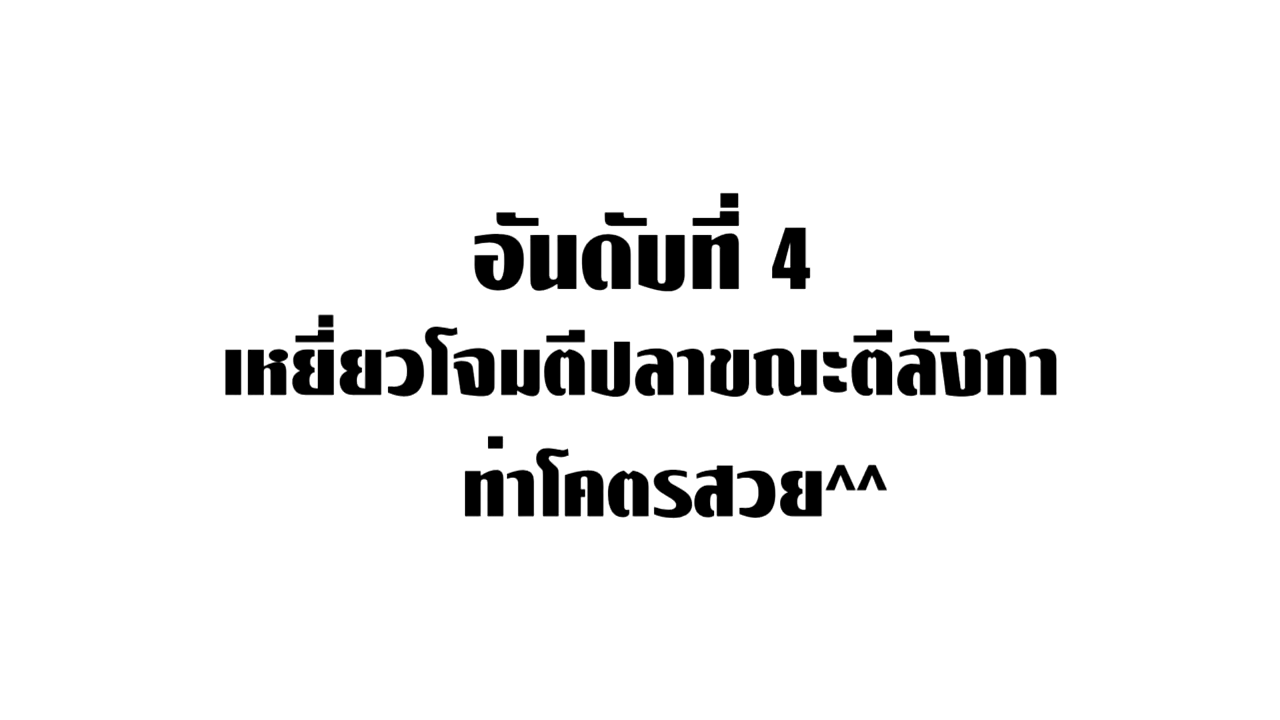 อันดับที่ 4
เหยี่ยวโจมตีปลาขณะตีลังกา
ท่าโคตรสวย^^